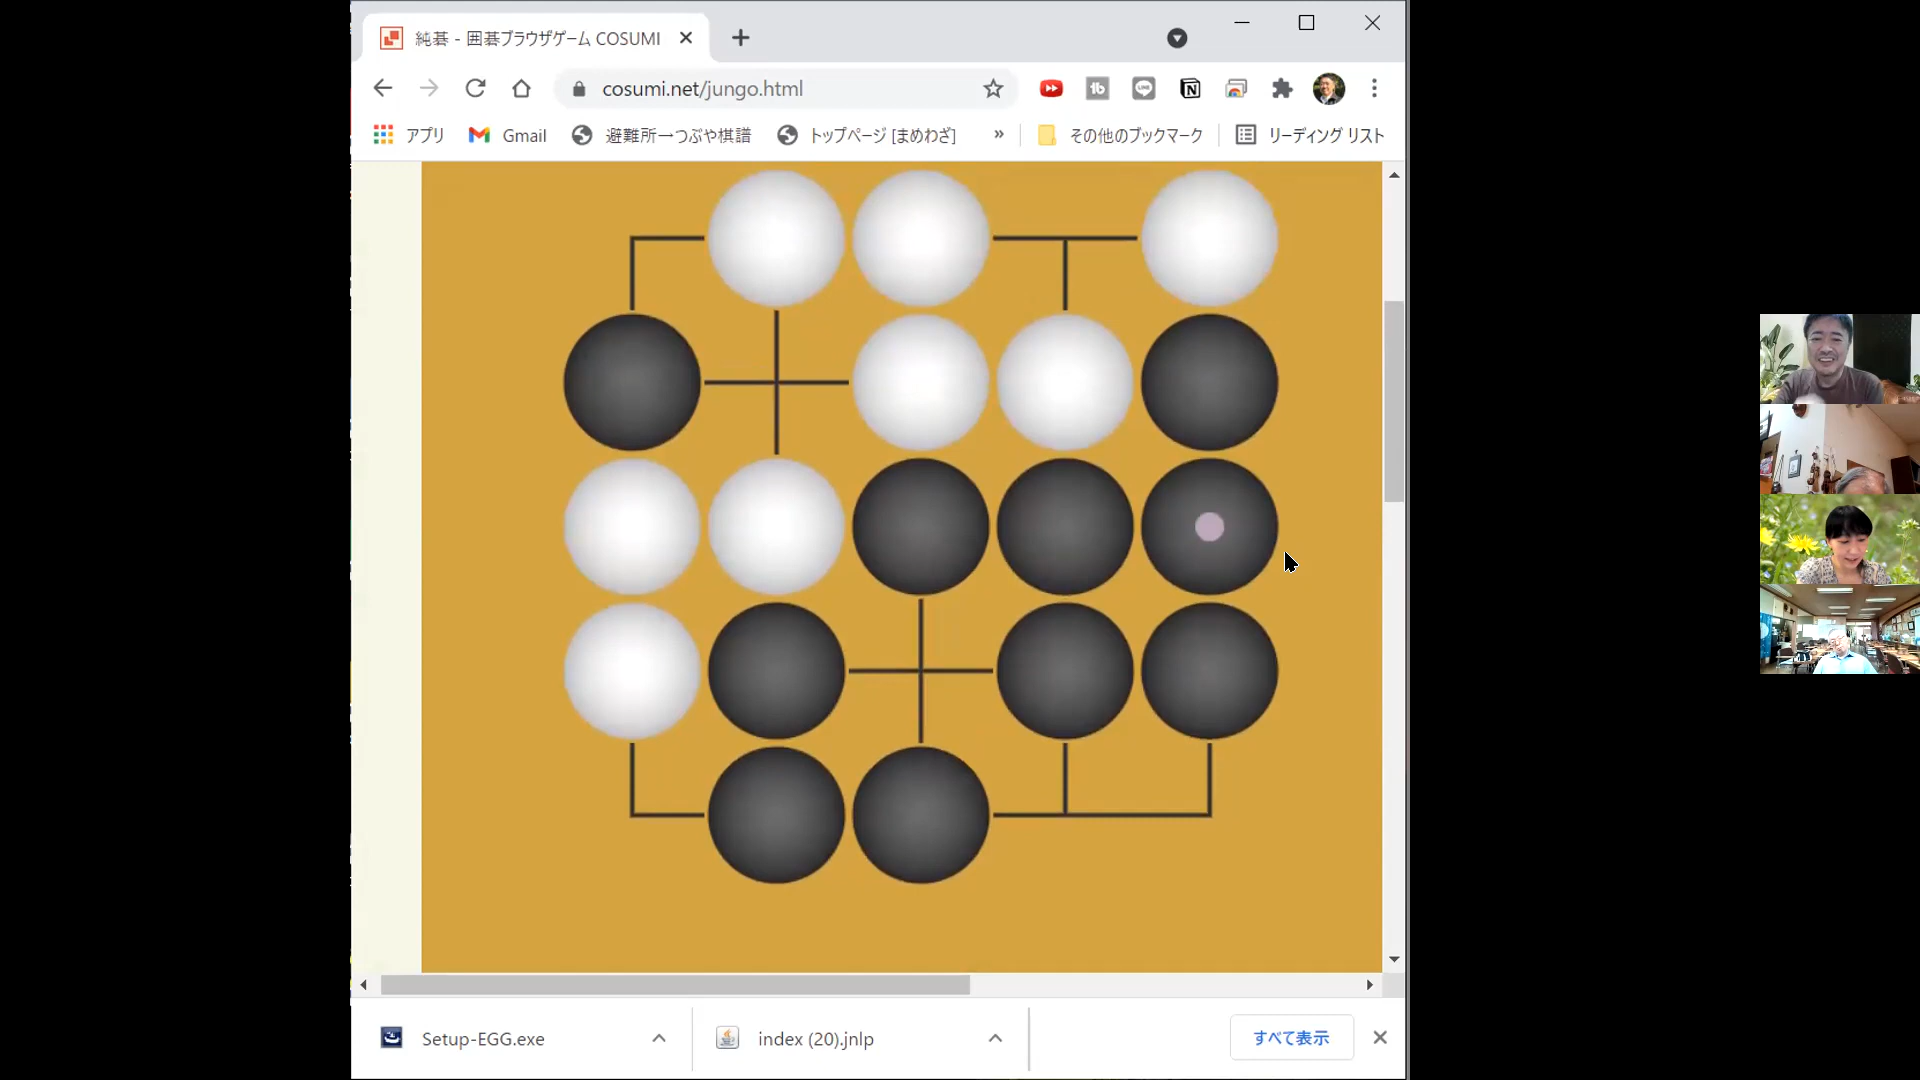 純碁 - 囲碁ブラウザゲーム COSUMI
cosumi.net/jungo.html
アプリ Gmail 避難所→つぶや棋譜 トップページ [まめわざ] » その他のブックマーク リーディング リスト
Setup-EGG.exe index (20).jnlp すべて表示